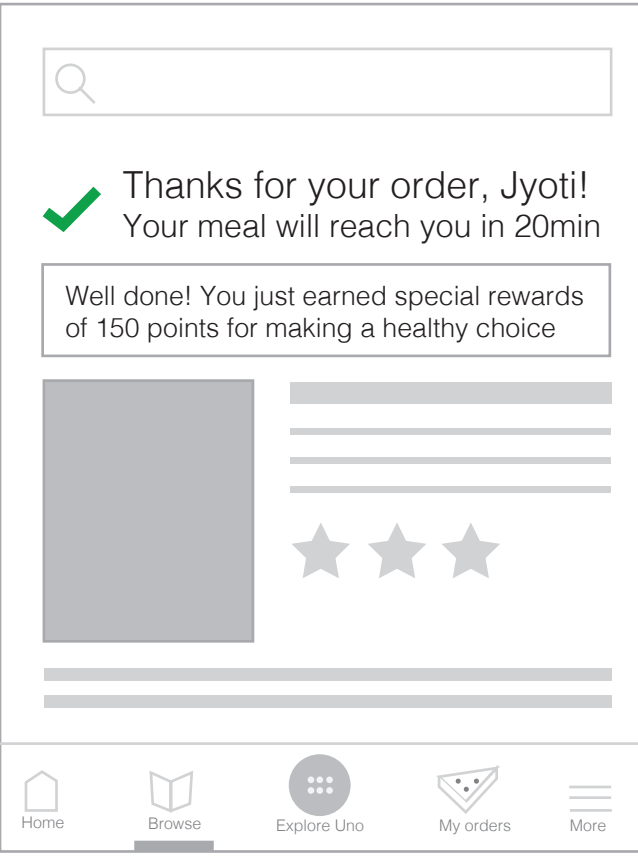 Thanks for your order, Jyoti!
Your meal will reach you in 20min
Well done! You just earned special rewards
of 150 points for making a healthy choice
Home
Browse
Explore Uno
My orders
More